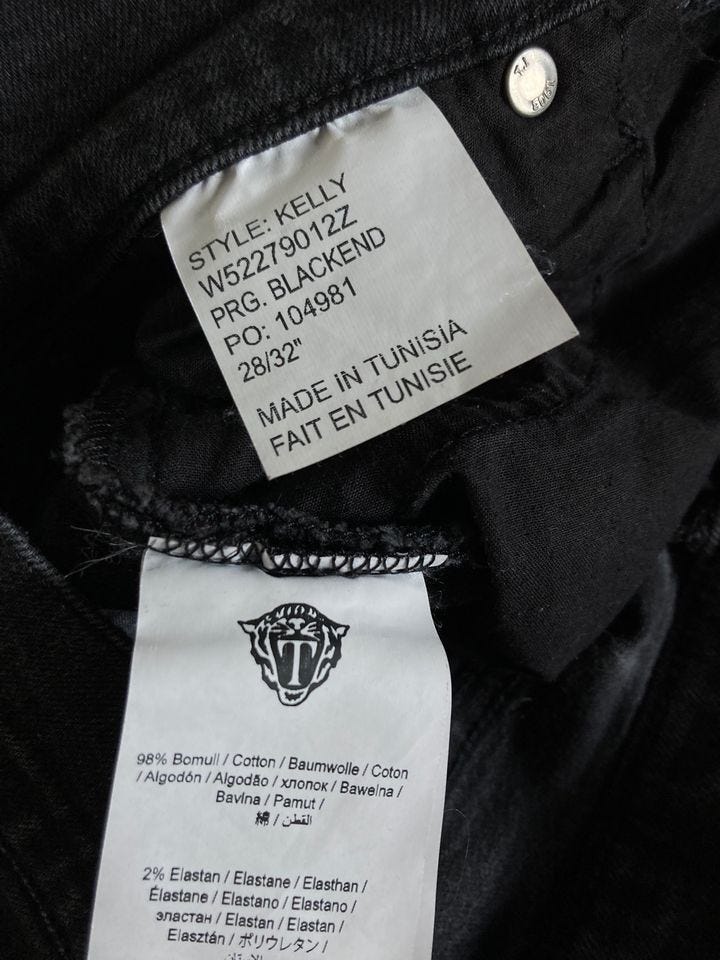 T.J
STYLE: KELLY
W52279012Z
PRG. BLACKEND
PO: 104981
28/32"
MADE IN TUNISIA
FAIT EN TUNISIE
T
98% Bomull / Cotton / Baumwolle / Coton
/ Algodón / Algodão / хлопок / Bawełna /
Bavlna / Pamut /
綿 / القطن /
2% Elastan / Elastane / Elasthan /
Élastane / Elastano / Elastano /
эластан / Elastan / Elastan /
Elasztán / ポリウレタン /